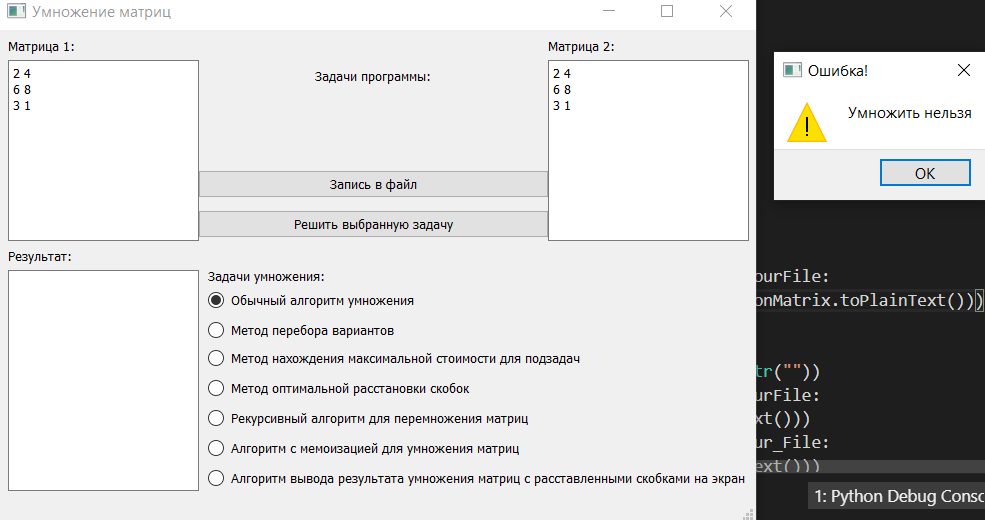 Умножение матриц
Матрица 1:
2 4
6 8
3 1
Задачи программы:
Матрица 2:
2 4
6 8
3 1
Запись в файл
Решить выбранную задачу
Результат:
Задачи умножения:
Обычный алгоритм умножения
Метод перебора вариантов
Метод нахождения максимальной стоимости для подзадач
Метод оптимальной расстановки скобок
Рекурсивный алгоритм для перемножения матриц
Алгоритм с мемоизацией для умножения матриц
Алгоритм вывода результата умножения матриц с расставленными скобками на экран
Ошибка!
Умножить нельзя
OK
ourFile:
onMatrix.toPlainText())
tr(""))
urFile:
xt()))
ur_File:
ext()))
1: Python Debug Consc